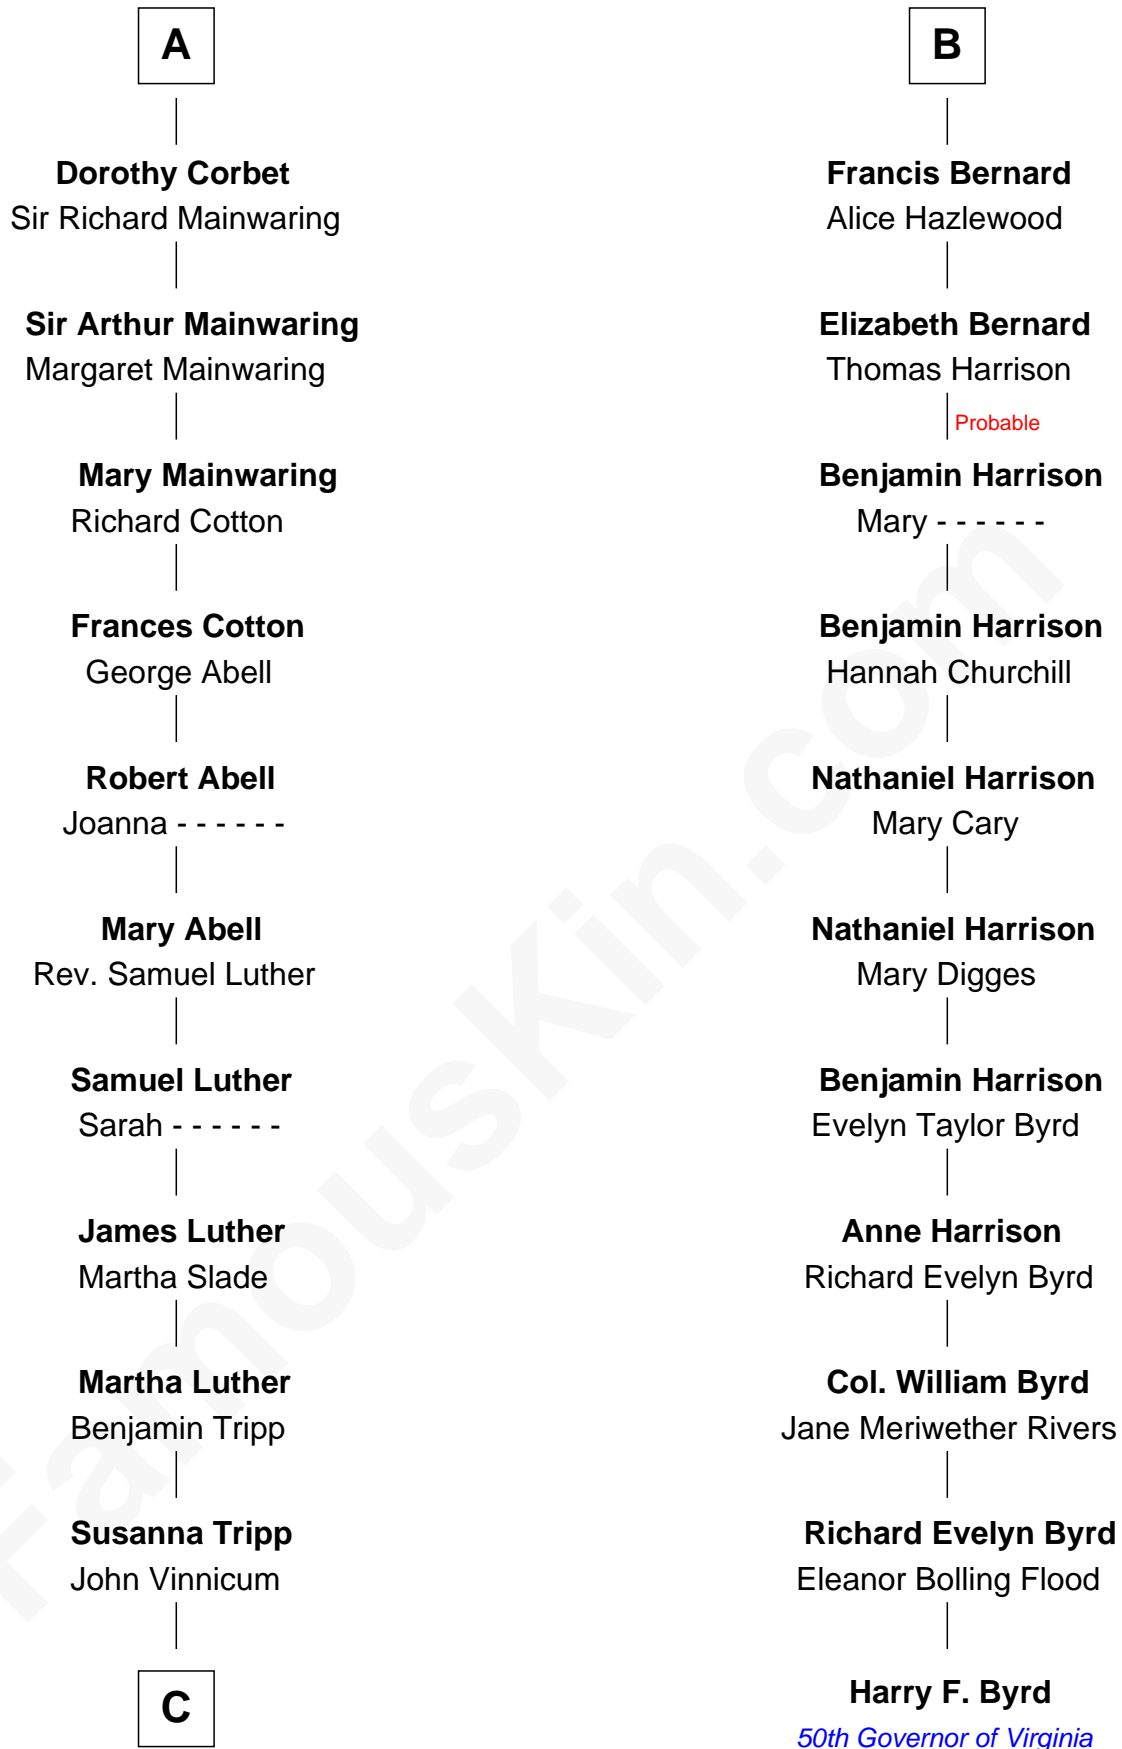 A
Dorothy Corbet
Sir Richard Mainwaring
Sir Arthur Mainwaring
Margaret Mainwaring
Mary Mainwaring
Richard Cotton
Frances Cotton
George Abell
Robert Abell
Joanna - - - - - -
Mary Abell
Rev. Samuel Luther
Samuel Luther
Sarah - - - - - -
James Luther
Martha Slade
Martha Luther
Benjamin Tripp
Susanna Tripp
John Vinnicum
C
B
Francis Bernard
Alice Hazlewood
Elizabeth Bernard
Thomas Harrison
Probable
Benjamin Harrison
Mary - - - - - -
Benjamin Harrison
Hannah Churchill
Nathaniel Harrison
Mary Cary
Nathaniel Harrison
Mary Digges
Benjamin Harrison
Evelyn Taylor Byrd
Anne Harrison
Richard Evelyn Byrd
Col. William Byrd
Jane Meriwether Rivers
Richard Evelyn Byrd
Eleanor Bolling Flood
Harry F. Byrd
50th Governor of Virginia
FamousKin.com